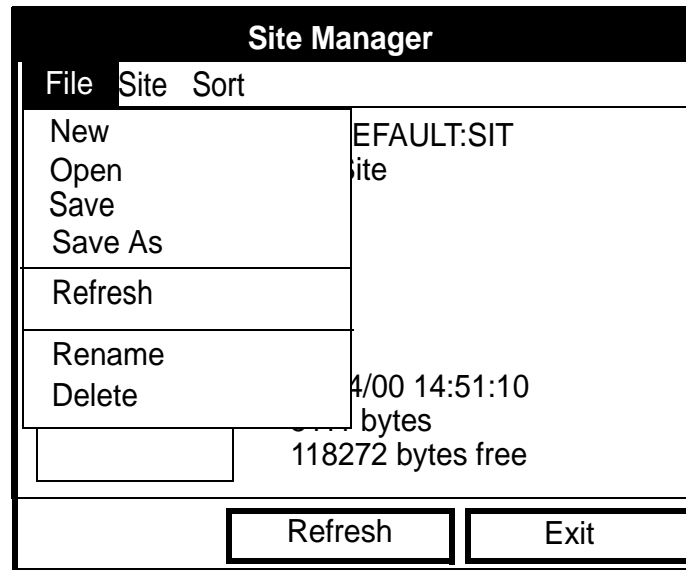 Site Manager
File Site Sort
New
Open
Save
Save As
Refresh
Rename
Delete
EFAULT:SIT
ite
4/00 14:51:10
bytes
118272 bytes free
Refresh Exit